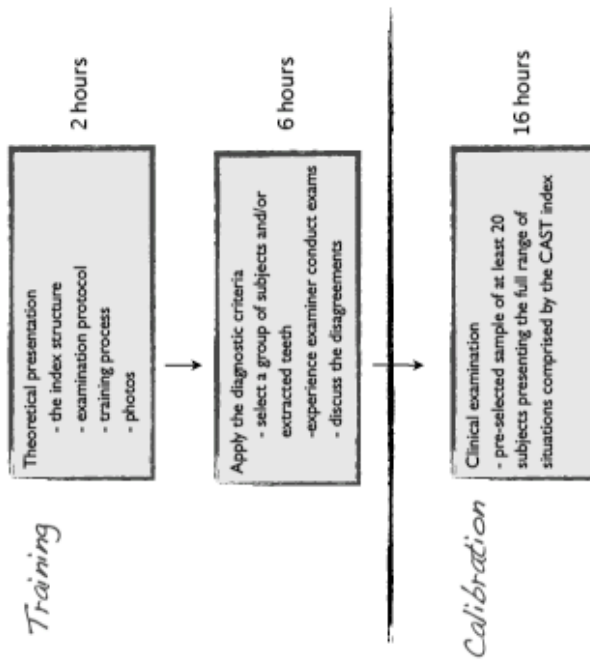 Training
Theoretical presentation
- the index structure
- examination protocol
- training process
- photos
2 hours
Apply the diagnostic criteria
- select a group of subjects and/or
extracted teeth
-experience examiner conduct exams
- discuss the disagreements
6 hours
Calibration
Clinical examination
- pre-selected sample of at least 20
subjects presenting the full range of
situations comprised by the CAST index
16 hours